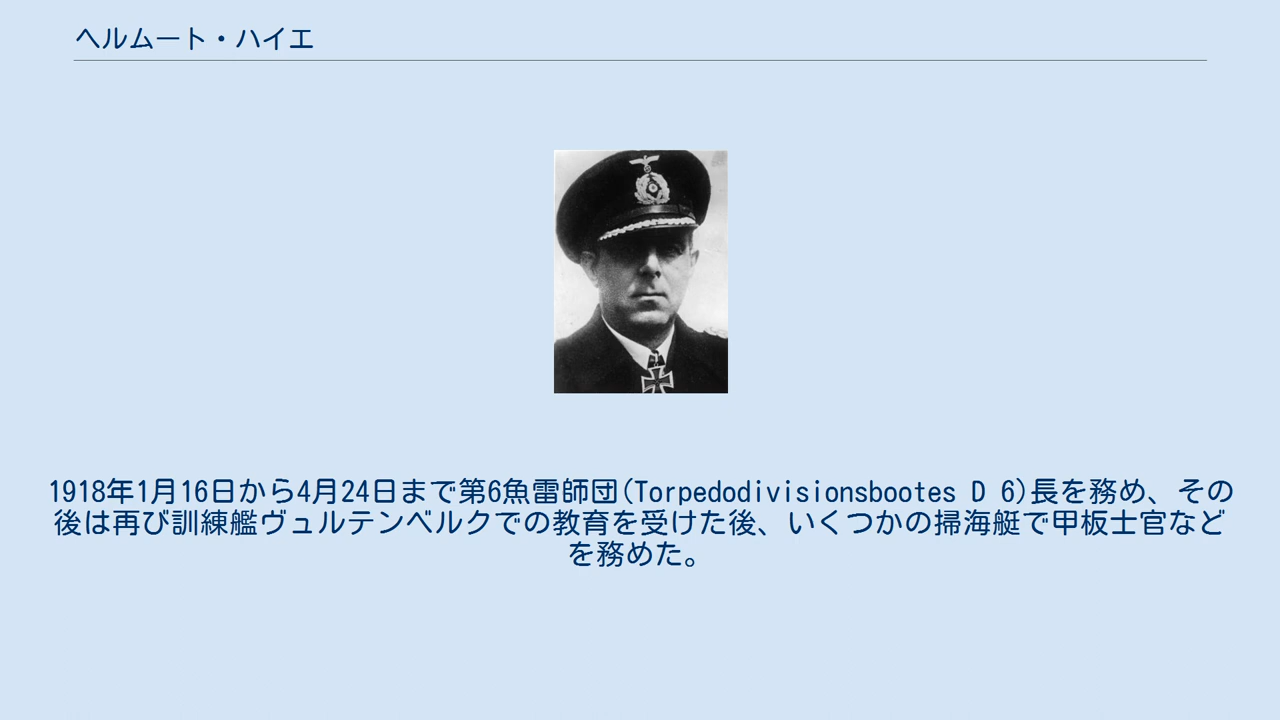 ヘルムート・ハイエ
1918年1月16日から4月24日まで第6魚雷師団(Torpedodivisionsbootes D 6)長を務め、その
後は再び訓練艦ヴュルテンベルクでの教育を受けた後、いくつかの掃海艇で甲板士官など
を務めた。